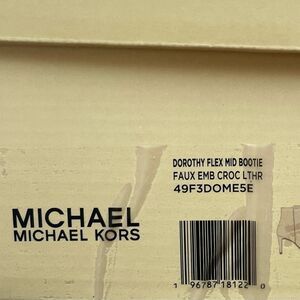 DOROTHY FLEX MID BOOTIE
FAUX EMB CROC LTHR
49F3DOME5E
MICHAEL
MICHAEL KORS
1 96787 18122 0